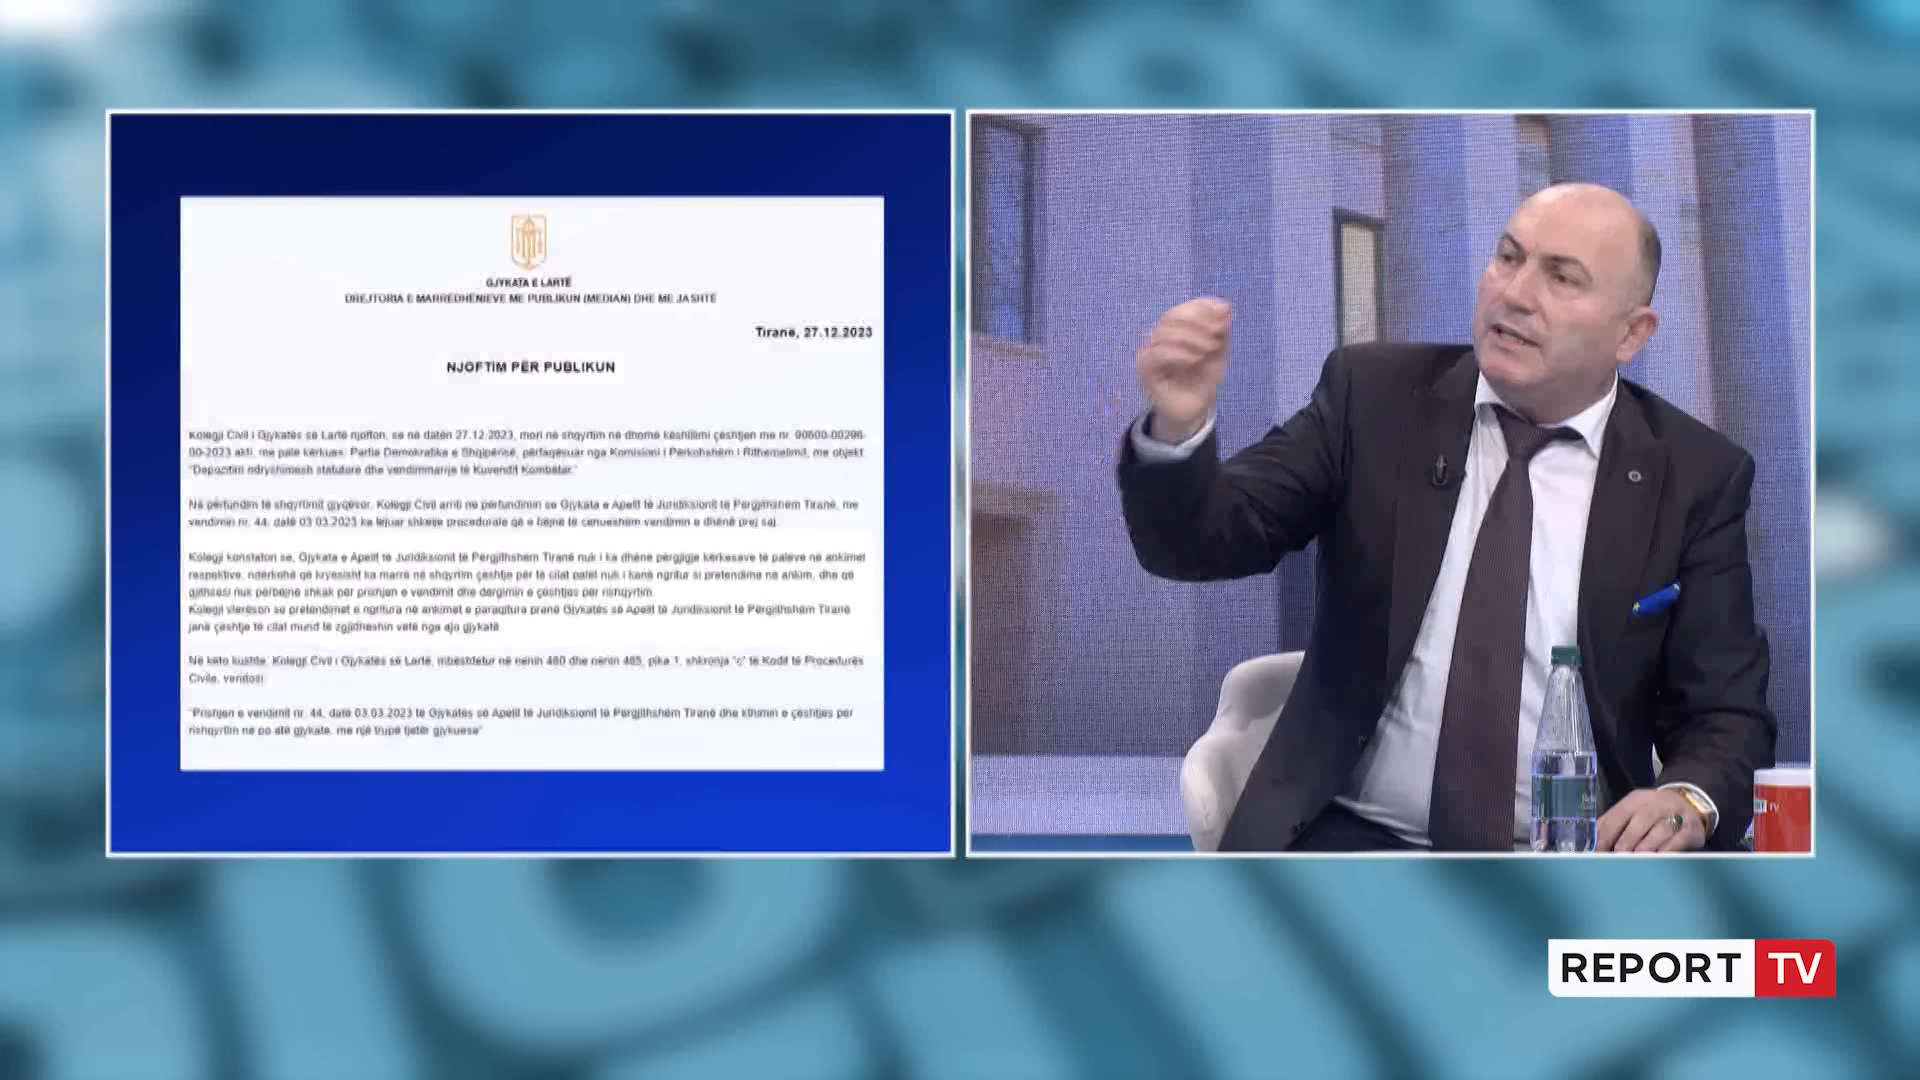 GJYKATA E LARTË
DREJTORIA E MARRËDHËNIEVE ME PUBLIKUN (MEDIAN) DHE ME JASHTË
Tiranë, 27.12.2023
NJOFTIM PËR PUBLIKUN
Kolegji Civil i Gjykatës së Lartë njofton, se në datën 27.12.2023, mori në shqyrtim në dhomë këshillimi çështjen me nr. 90600-00296-
00-2023 akti, me palë kërkues: Partia Demokratike e Shqipërisë, përfaqësuar nga Komisioni i Përkohshëm i Rithemelimit, me objekt:
"Depozitim ndryshimesh statutore dhe vendimmarrje të Kuvendit Kombëtar."
Në përfundim të shqyrtimit gjyqësor, Kolegji Civil arriti në përfundimin se Gjykata e Apelit të Juridiksionit të Përgjithshëm Tiranë, me
vendimin nr. 44, datë 03.03.2023 ka lejuar shkelje procedurale që e bëjnë të cenueshëm vendimin e dhënë prej saj.
Kolegji konstaton se, Gjykata e Apelit të Juridiksionit të Përgjithshëm Tiranë nuk i ka dhënë përgjigje kërkesave të palëve në ankimet
respektive, ndërkohë që kryesisht ka marrë në shqyrtim çështje për të cilat palët nuk i kanë ngritur si pretendime në ankim, dhe që
gjithsesi nuk përbëjnë shkak për prishjen e vendimit dhe dërgimin e çështjes për rishqyrtim.
Kolegji vlerëson se pretendimet e ngritura në ankimet e paraqitura pranë Gjykatës së Apelit të Juridiksionit të Përgjithshëm Tiranë
janë çështje të cilat mund të zgjidheshin vetë nga ajo gjykatë.
Në këto kushte, Kolegji Civil i Gjykatës së Lartë, mbështetur në nenin 480 dhe nenin 485, pika 1, shkronja "c" të Kodit të Procedurës
Civile, vendosi:
"Prishjen e vendimit nr. 44, datë 03.03.2023 të Gjykatës së Apelit të Juridiksionit të Përgjithshëm Tiranë dhe kthimin e çështjes për
rishqyrtim në po atë gjykatë, me një trupë tjetër gjykuese"
TV
REPORT TV